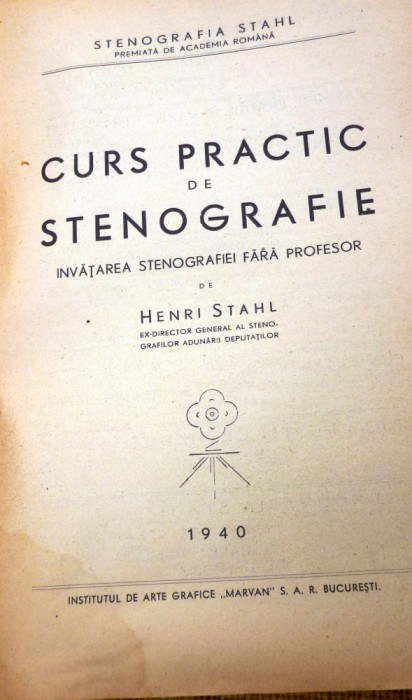 STENOGRAFIA STAHL
PREMIATĂ DE ACADEMIA ROMÂNĂ
CURS PRACTIC
DE
STENOGRAFIE
INVĂȚAREA STENOGRAFIEI FĂRĂ PROFESOR
DE
HENRI STAHL
EX-DIRECTOR GENERAL AL STENO-
GRAFILOR ADUNĂRII DEPUTAȚILOR
1940
INSTITUTUL DE ARTE GRAFICE „MARVAN" S. A. R. BUCUREȘTI.